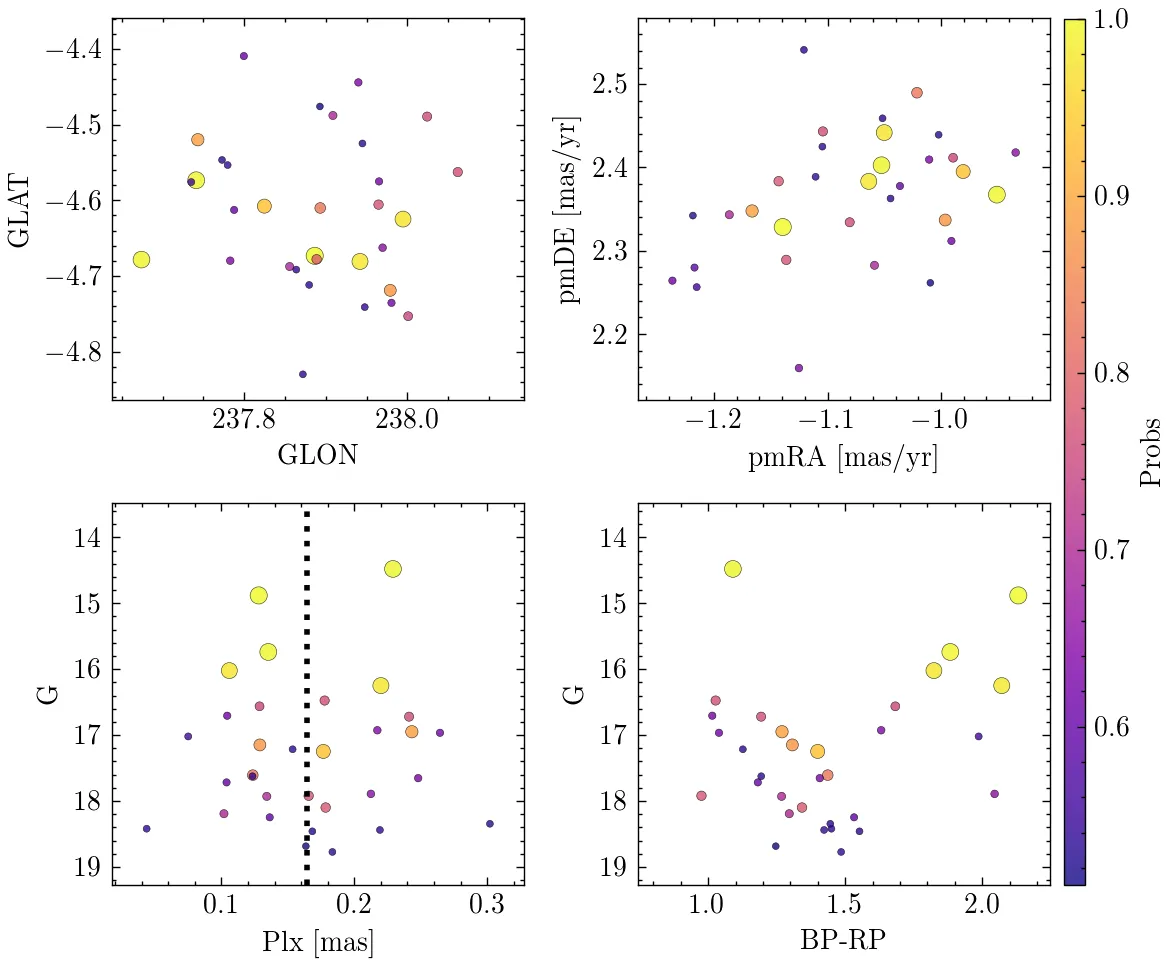 −4.4
−4.5
−4.6
−4.7
−4.8
GLAT
237.8 238.0
GLON
2.5
2.4
2.3
2.2
pmDE [mas/yr]
−1.2 −1.1 −1.0
pmRA [mas/yr]
1.0
0.9
0.8
0.7
0.6
Probs
14
15
16
17
18
19
G
0.1 0.2 0.3
Plx [mas]
14
15
16
17
18
19
G
1.0 1.5 2.0
BP-RP